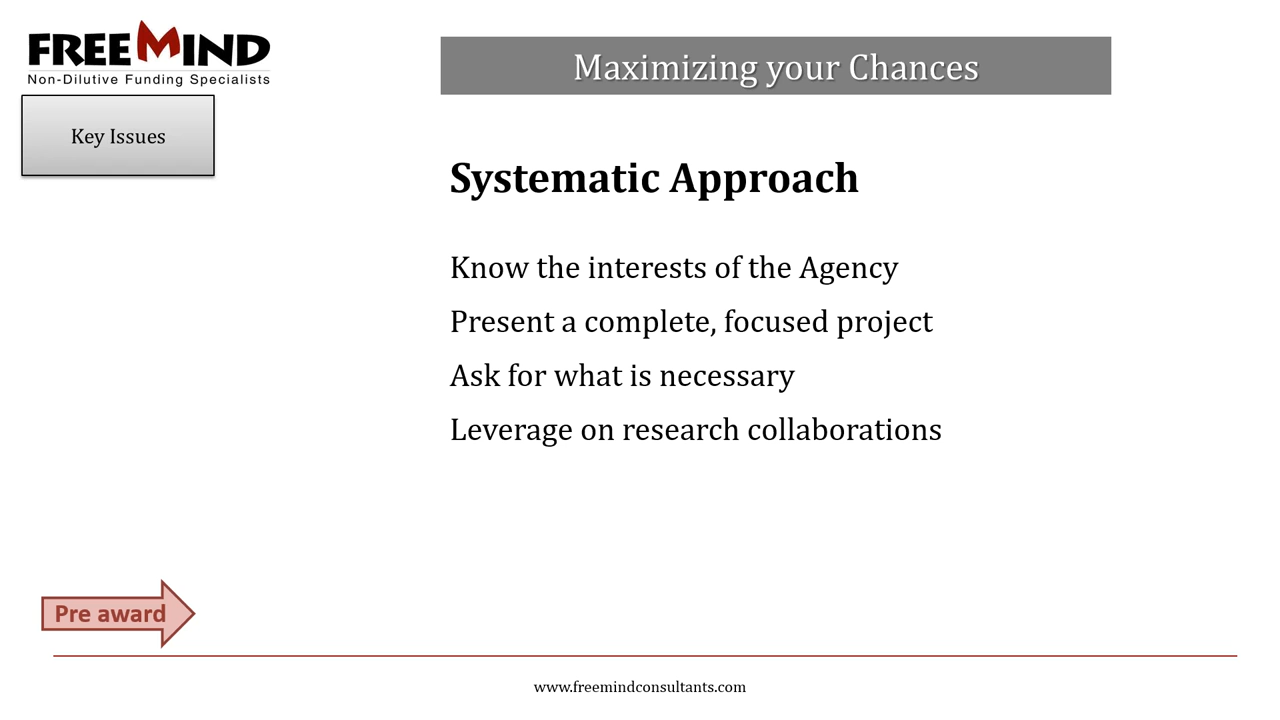 FREEMIND
Non-Dilutive Funding Specialists
Maximizing your Chances
Key Issues
Systematic Approach
Know the interests of the Agency
Present a complete, focused project
Ask for what is necessary
Leverage on research collaborations
Pre award
www.freemindconsultants.com